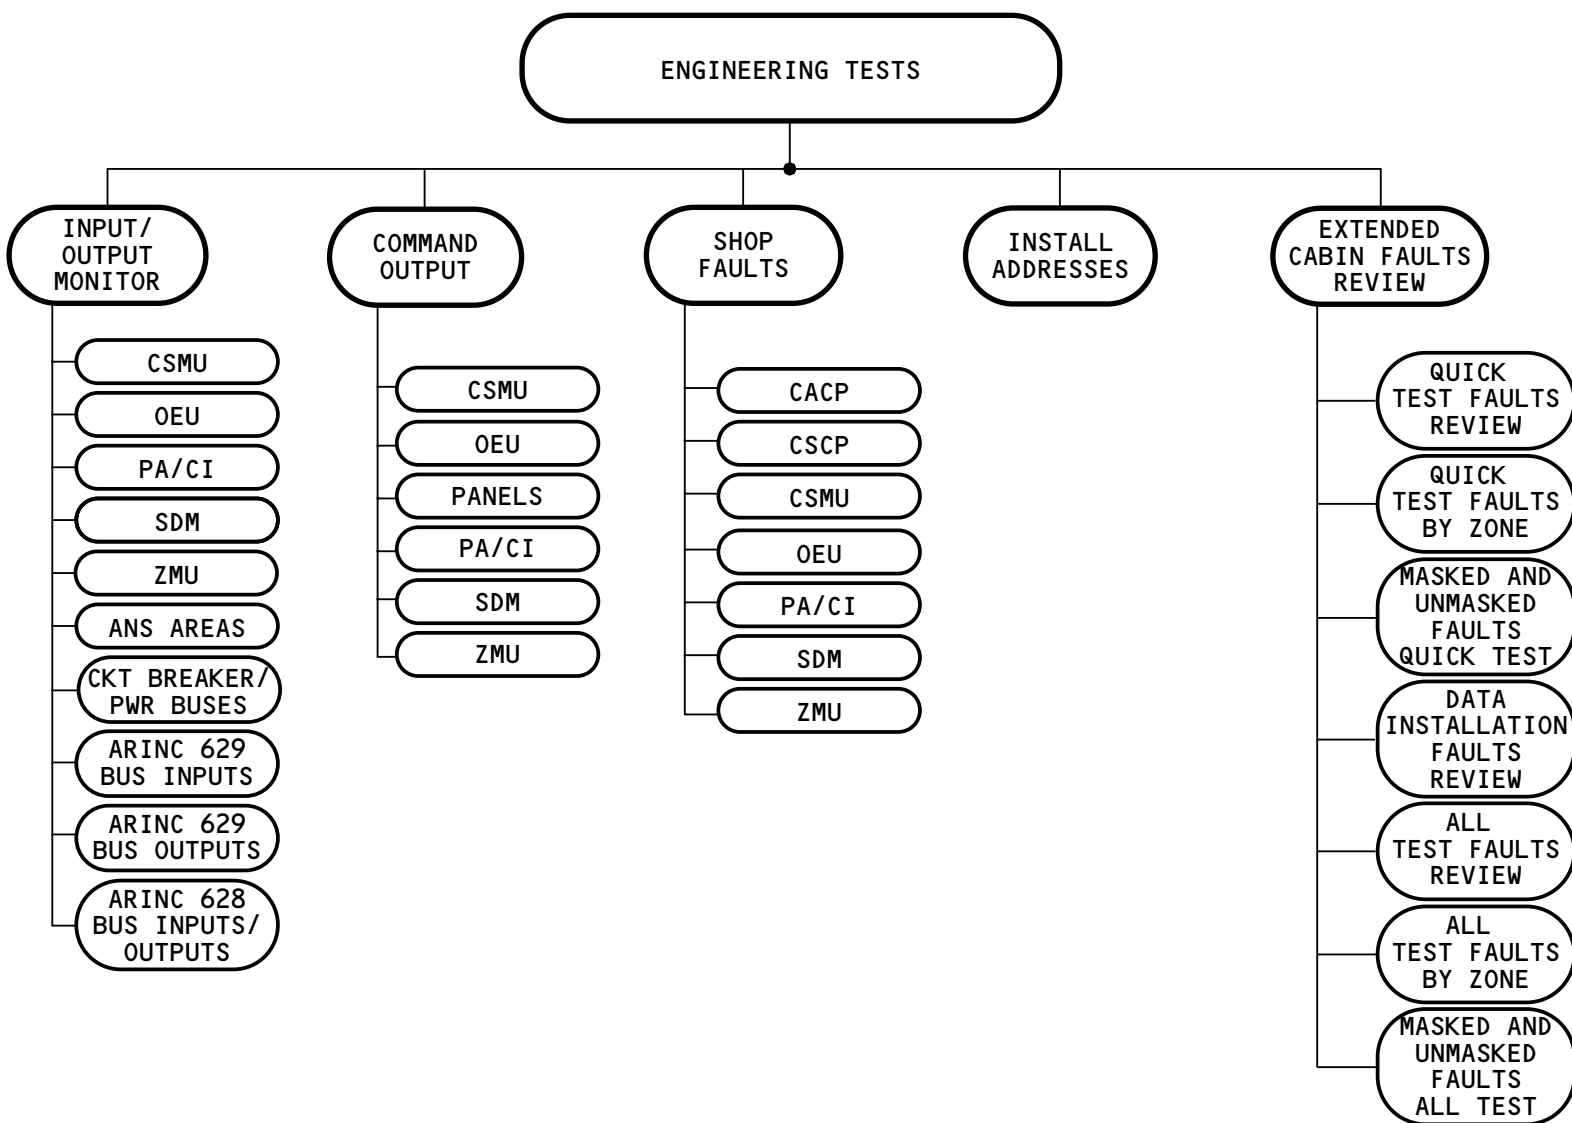 ENGINEERING TESTS
INPUT/
OUTPUT
MONITOR
CSMU
OEU
PA/CI
SDM
ZMU
ANS AREAS
CKT BREAKER/
PWR BUSES
ARINC 629
BUS INPUTS
ARINC 629
BUS OUTPUTS
ARINC 628
BUS INPUTS/
OUTPUTS
COMMAND
OUTPUT
CSMU
OEU
PANELS
PA/CI
SDM
ZMU
SHOP
FAULTS
CACP
CSCP
CSMU
OEU
PA/CI
SDM
ZMU
INSTALL
ADDRESSES
EXTENDED
CABIN FAULTS
REVIEW
QUICK
TEST FAULTS
REVIEW
QUICK
TEST FAULTS
BY ZONE
MASKED AND
UNMASKED
FAULTS
QUICK TEST
DATA
INSTALLATION
FAULTS
REVIEW
ALL
TEST FAULTS
REVIEW
ALL
TEST FAULTS
BY ZONE
MASKED AND
UNMASKED
FAULTS
ALL TEST